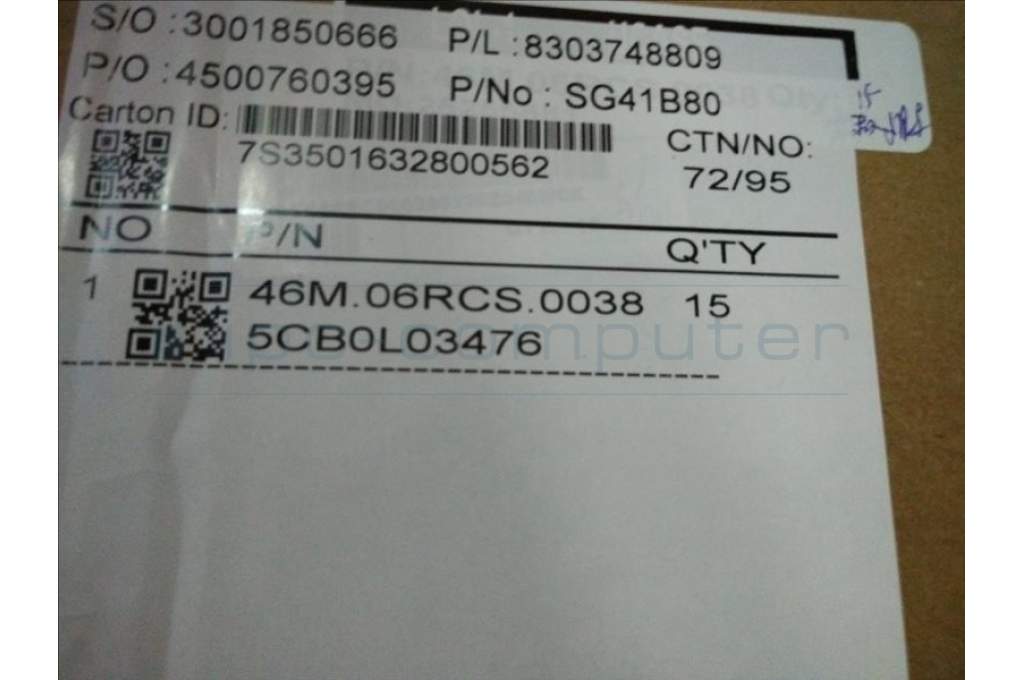 S/O : 3001850666 P/L : 8303748809
P/O : 4500760395 P/No : SG41B80
Carton ID:
7S3501632800562
CTN/NO:
72/95
NO P/N Q'TY
1 46M.06RCS.0038 15
5CB0L03476
computer
15